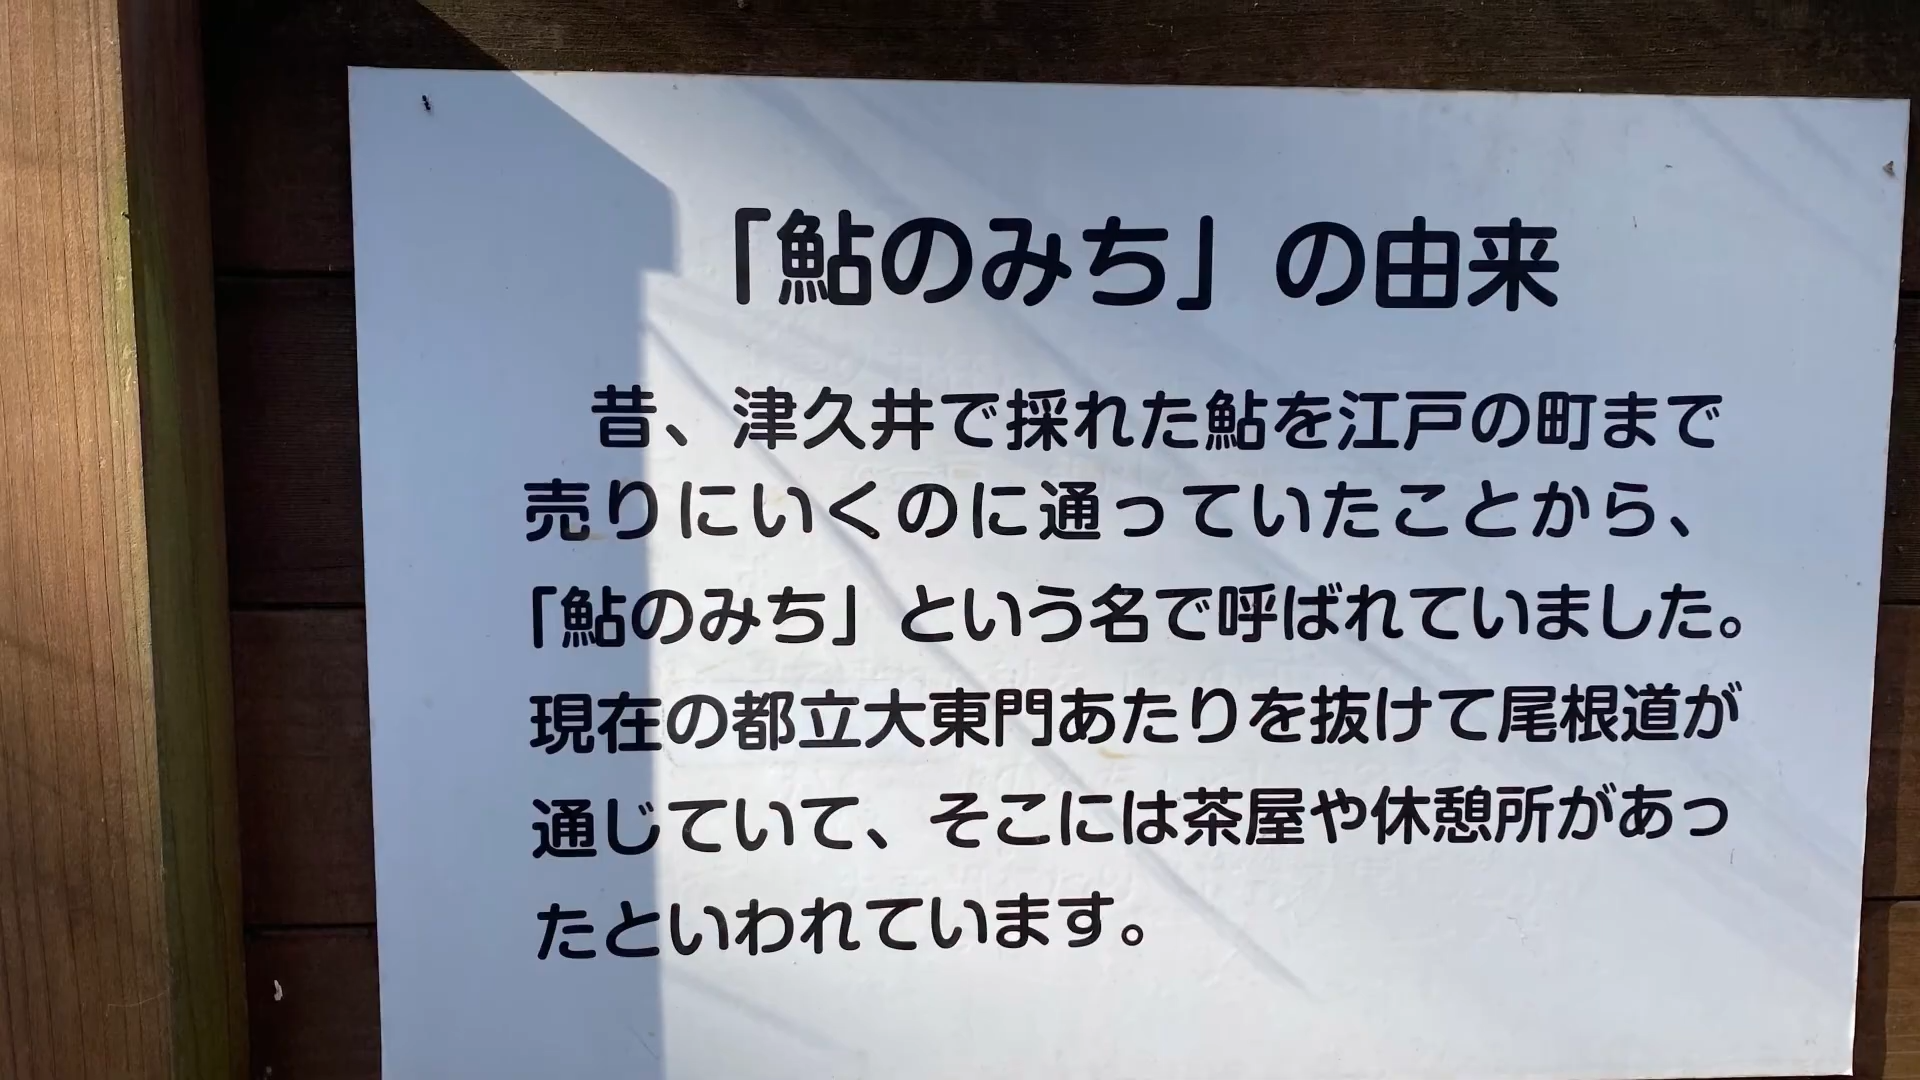 「鮎のみち」の由来
昔、津久井で採れた鮎を江戸の町まで
売りにいくのに通っていたことから、
「鮎のみち」という名で呼ばれていました。
現在の都立大東門あたりを抜けて尾根道が
通じていて、そこには茶屋や休憩所があっ
たといわれています。